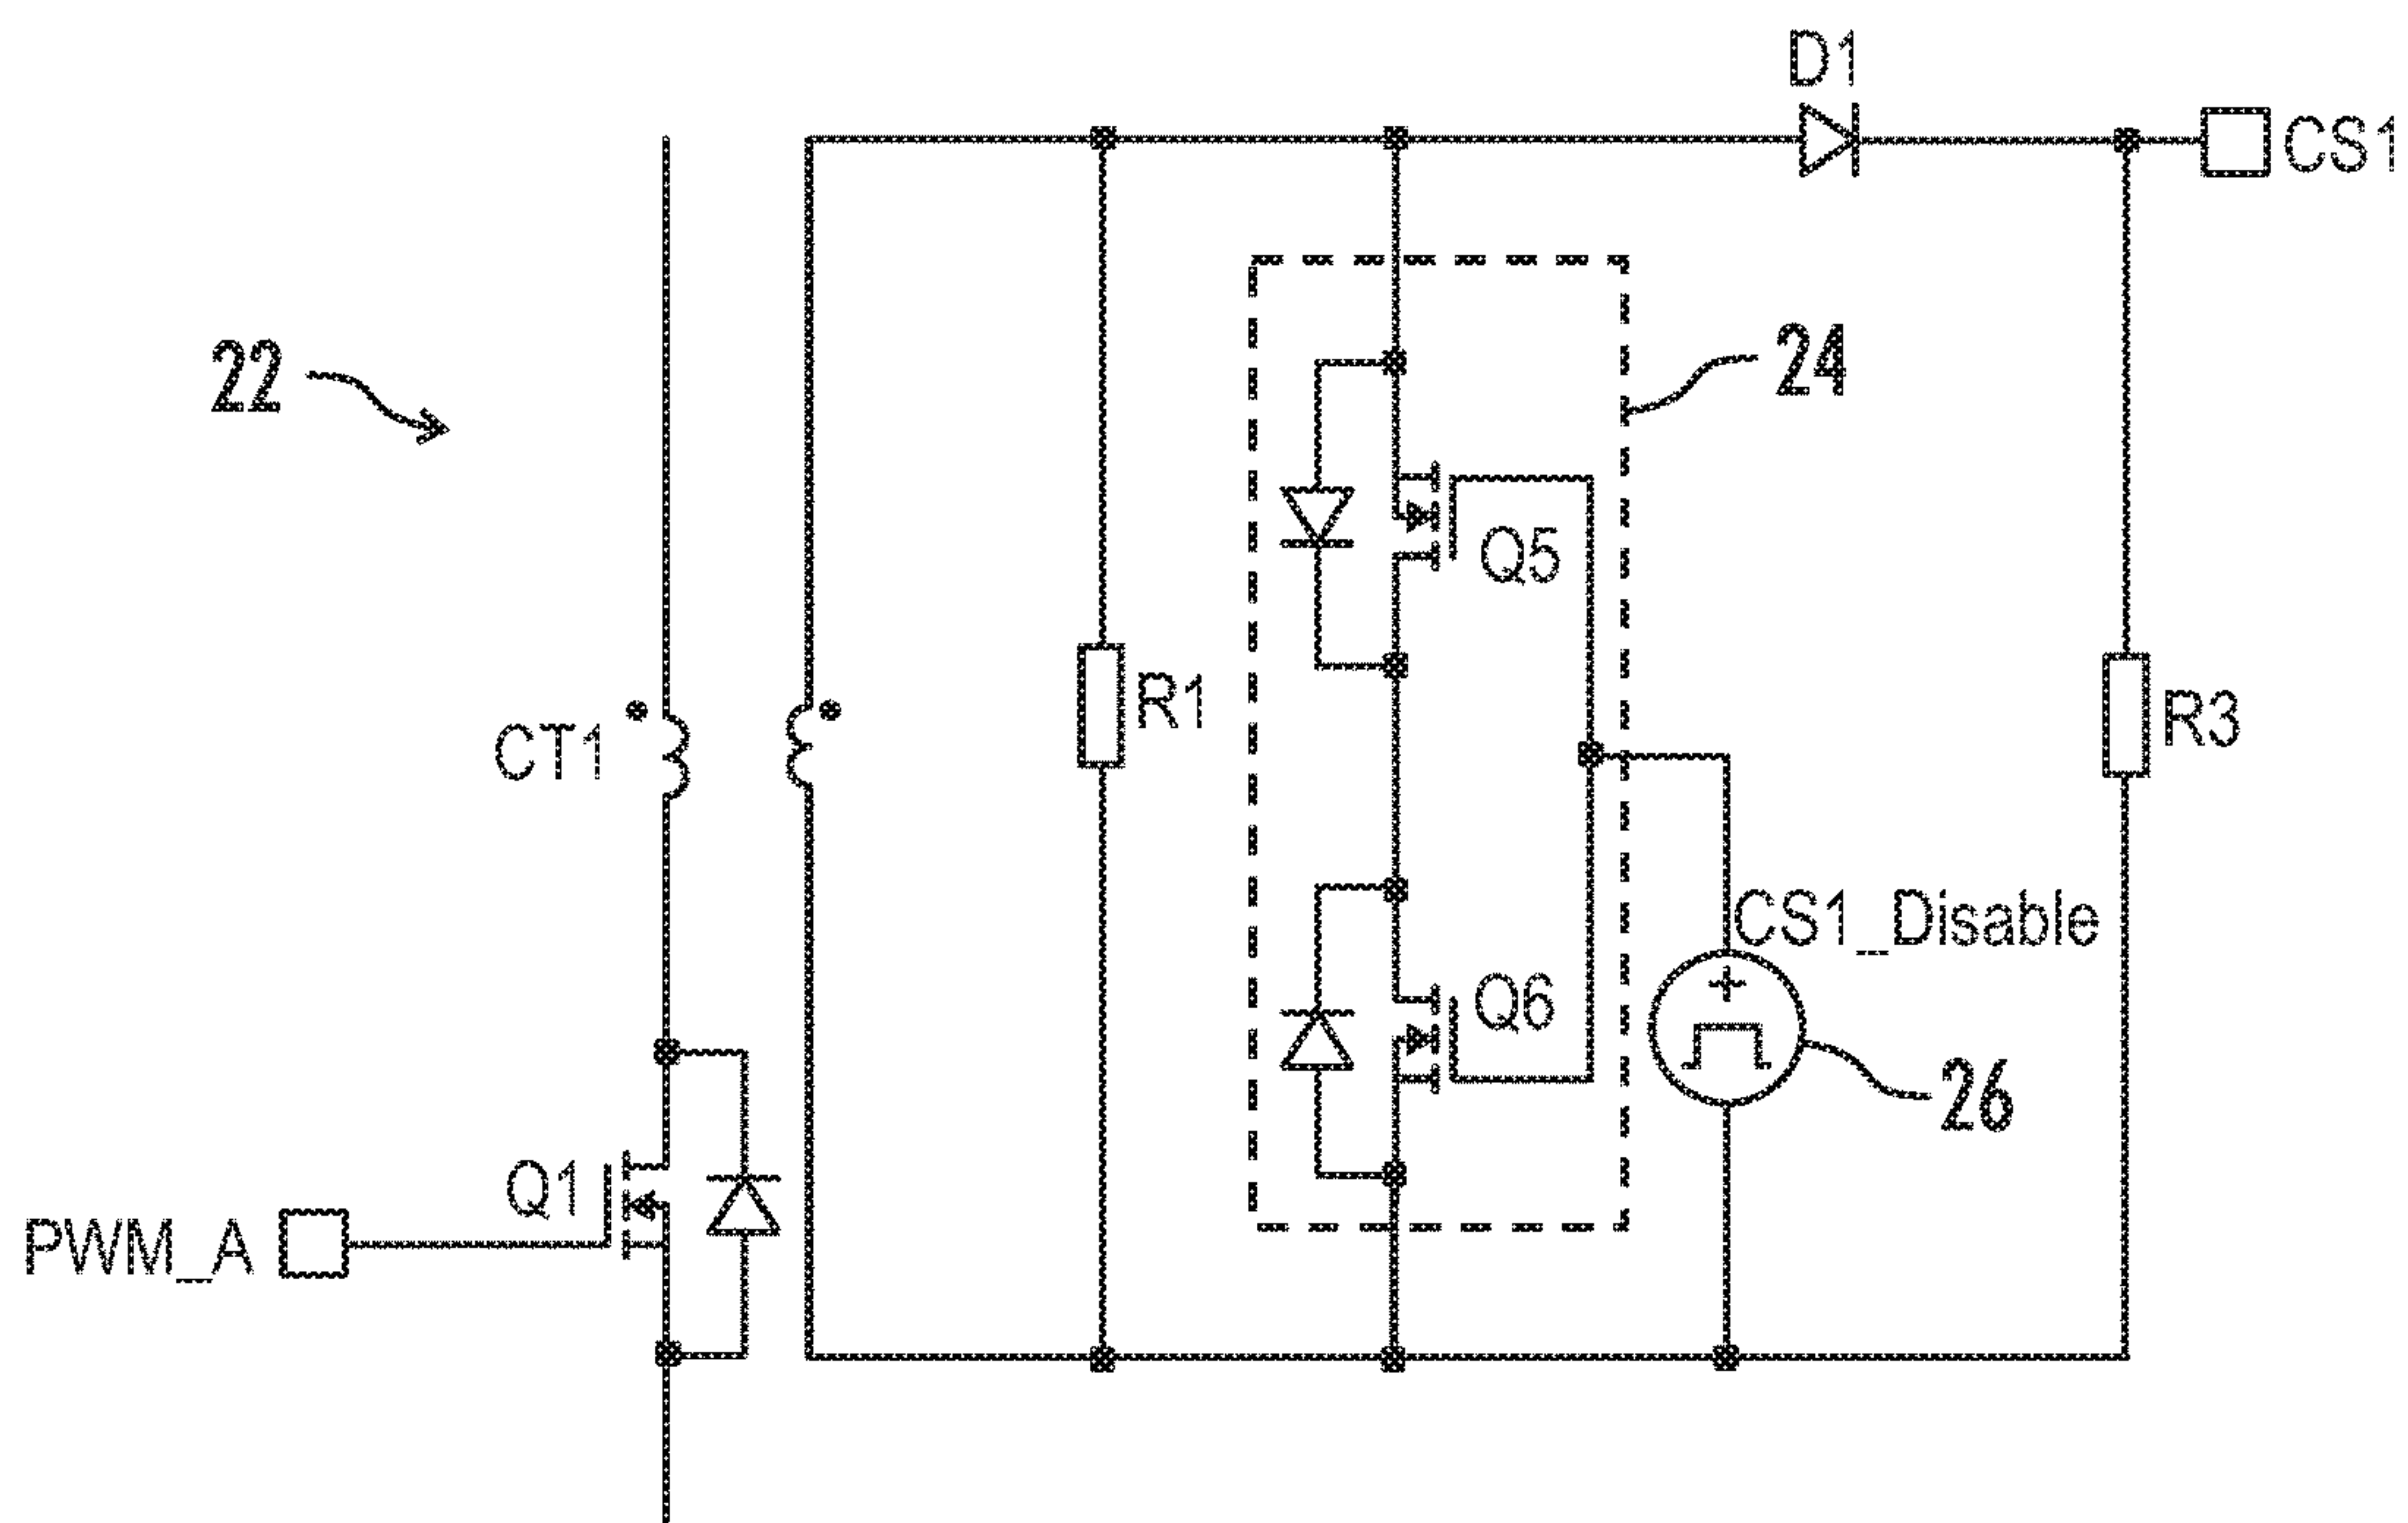 D1
CS1
22
24
Q5
R1
R3
CT1
CS1_Disable
Q6
26
Q1
PWM_A